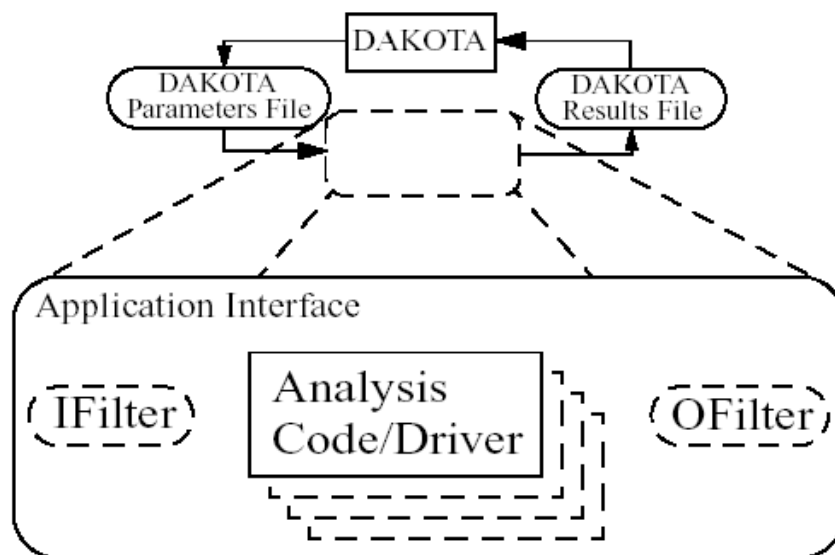 DAKOTA
DAKOTA
Parameters File
DAKOTA
Results File
Application Interface
IFilter
Analysis
Code/Driver
OFilter